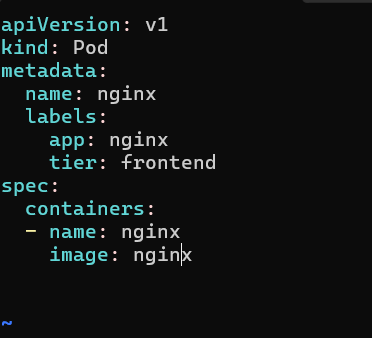 apiVersion: v1
kind: Pod
metadata:
  name: nginx
  labels:
    app: nginx
    tier: frontend
spec:
  containers:
  - name: nginx
    image: nginx
~